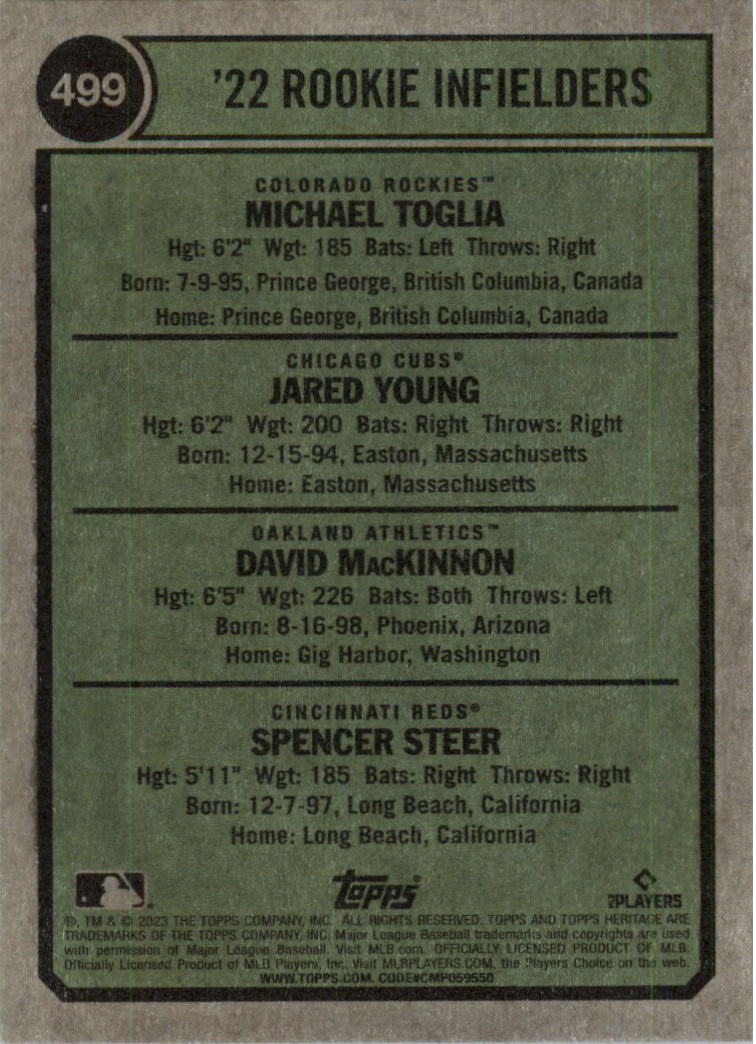 499
'22 ROOKIE INFIELDERS
COLORADO ROCKIES™
MICHAEL TOGLIA
Hgt: 6'2" Wgt: 185 Bats: Left Throws: Right
Born: 7-9-95, Prince George, British Columbia, Canada
Home: Prince George, British Columbia, Canada
CHICAGO CUBS®
JARED YOUNG
Hgt: 6'2" Wgt: 200 Bats: Right Throws: Right
Born: 12-15-94, Easton, Massachusetts
Home: Easton, Massachusetts
OAKLAND ATHLETICS™
DAVID MacKINNON
Hgt: 6'5" Wgt: 226 Bats: Both Throws: Left
Born: 8-16-98, Phoenix, Arizona
Home: Gig Harbor, Washington
CINCINNATI REDS®
SPENCER STEER
Hgt: 5'11" Wgt: 185 Bats: Right Throws: Right
Born: 12-7-97, Long Beach, California
Home: Long Beach, California
topps®
PLAYERS
®, TM & © 2023 THE TOPPS COMPANY, INC. ALL RIGHTS RESERVED. TOPPS AND TOPPS HERITAGE ARE
TRADEMARKS OF THE TOPPS COMPANY, INC. Major League Baseball trademarks and copyrights are used
with permission of Major League Baseball. Visit MLB.com. OFFICIALLY LICENSED PRODUCT OF MLB.
Officially Licensed Product of MLB Players, Inc. Visit MLBPLAYERS.COM, the Players Choice on the web.
WWW.TOPPS.COM. CODE#CMP059550